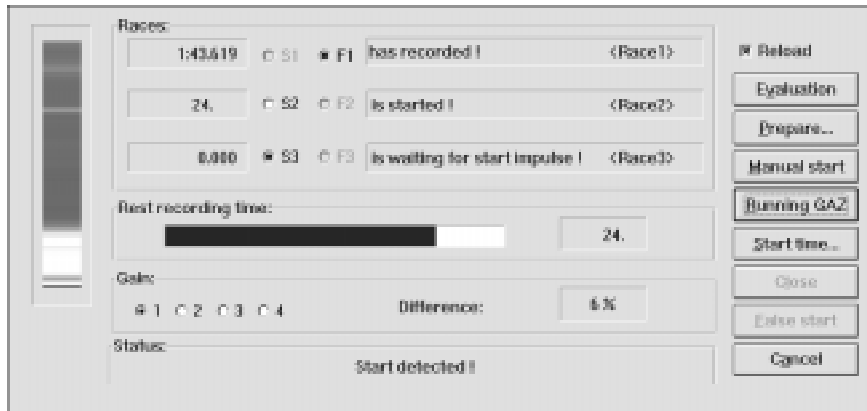 Races:
1:43.619 S1 F1 has recorded ! <Race1>
24. S2 F2 is started ! <Race2>
0.000 S3 F3 is waiting for start impulse ! <Race3>
Rest recording time:
24.
Gain:
1 2 3 4 Difference: 6 %
Status:
Start detected !
Reload
Evaluation
Prepare...
Manual start
Running GAZ
Start time...
Close
False start
Cancel